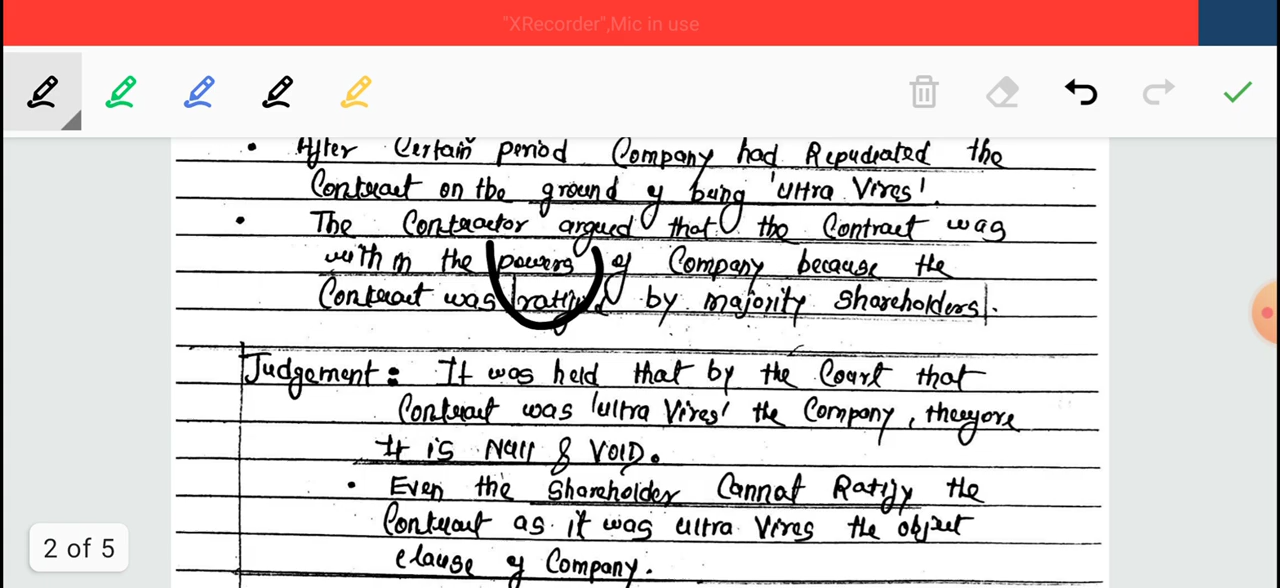 "XRecorder",Mic in use
• After Certain period Company had Repudiated the
Contract on the ground of being 'Ultra Vires'.
• The Contractor argued that the Contract was
with in the powers of Company because the
Contract was ratify by majority shareholders.
Judgement: It was held that by the Court that
Contract was 'ultra Vires' the Company, therefore
It is Null & VOID.
• Even the Shareholder Cannot Ratify the
Contract as it was ultra Vires the object
clause of Company.
2 of 5